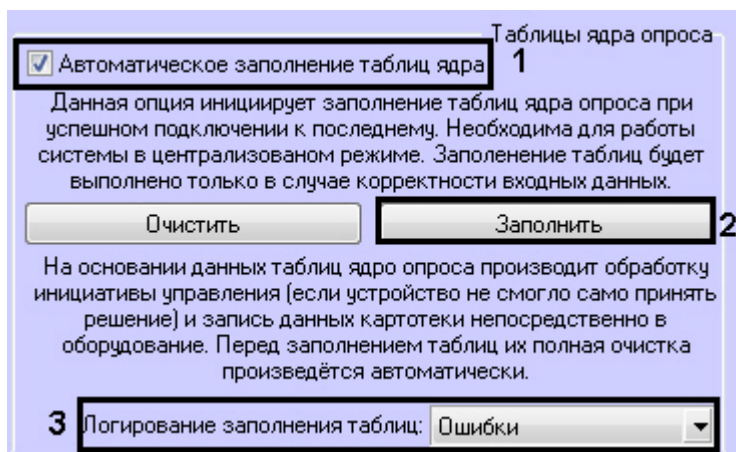 Таблицы ядра опроса
Автоматическое заполнение таблиц ядра 1
Данная опция инициирует заполнение таблиц ядра опроса при
успешном подключении к последнему. Необходима для работы
системы в централизованом режиме. Заполенение таблиц будет
выполнено только в случае корректности входных данных.
Очистить Заполнить 2
На основании данных таблиц ядро опроса производит обработку
инициативы управления (если устройство не смогло само принять
решение) и запись данных картотеки непосредственно в
оборудование. Перед заполнением таблиц их полная очистка
произведётся автоматически.
3 Логирование заполнения таблиц: Ошибки